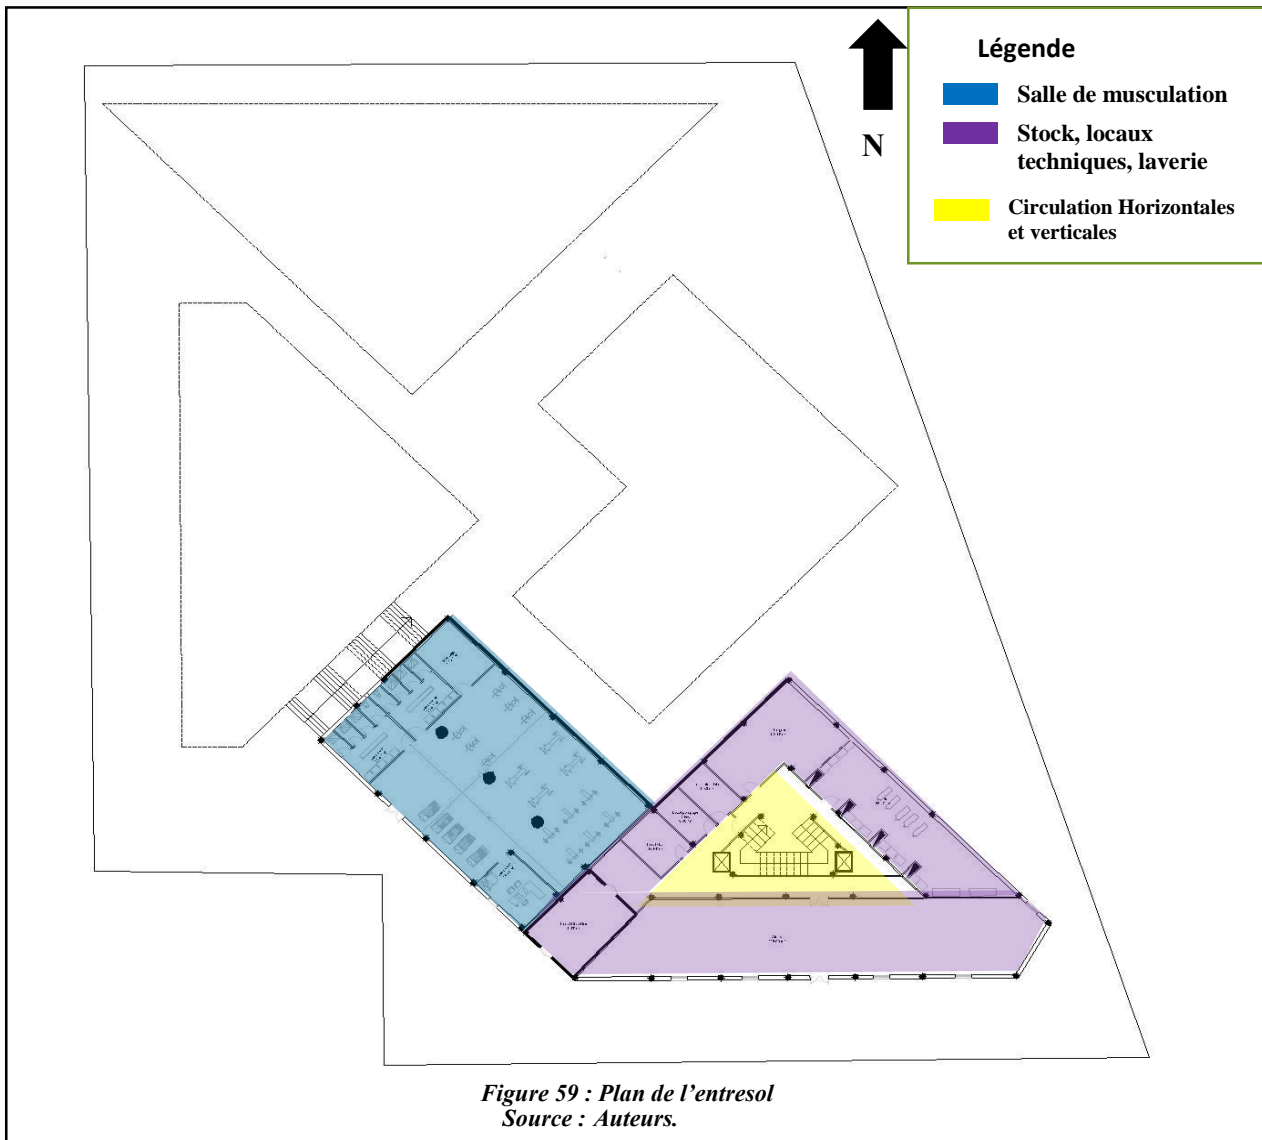 Légende
Salle de musculation
Stock, locaux
techniques, laverie
Circulation Horizontales
et verticales
N
Figure 59 : Plan de l’entresol
Source : Auteurs.